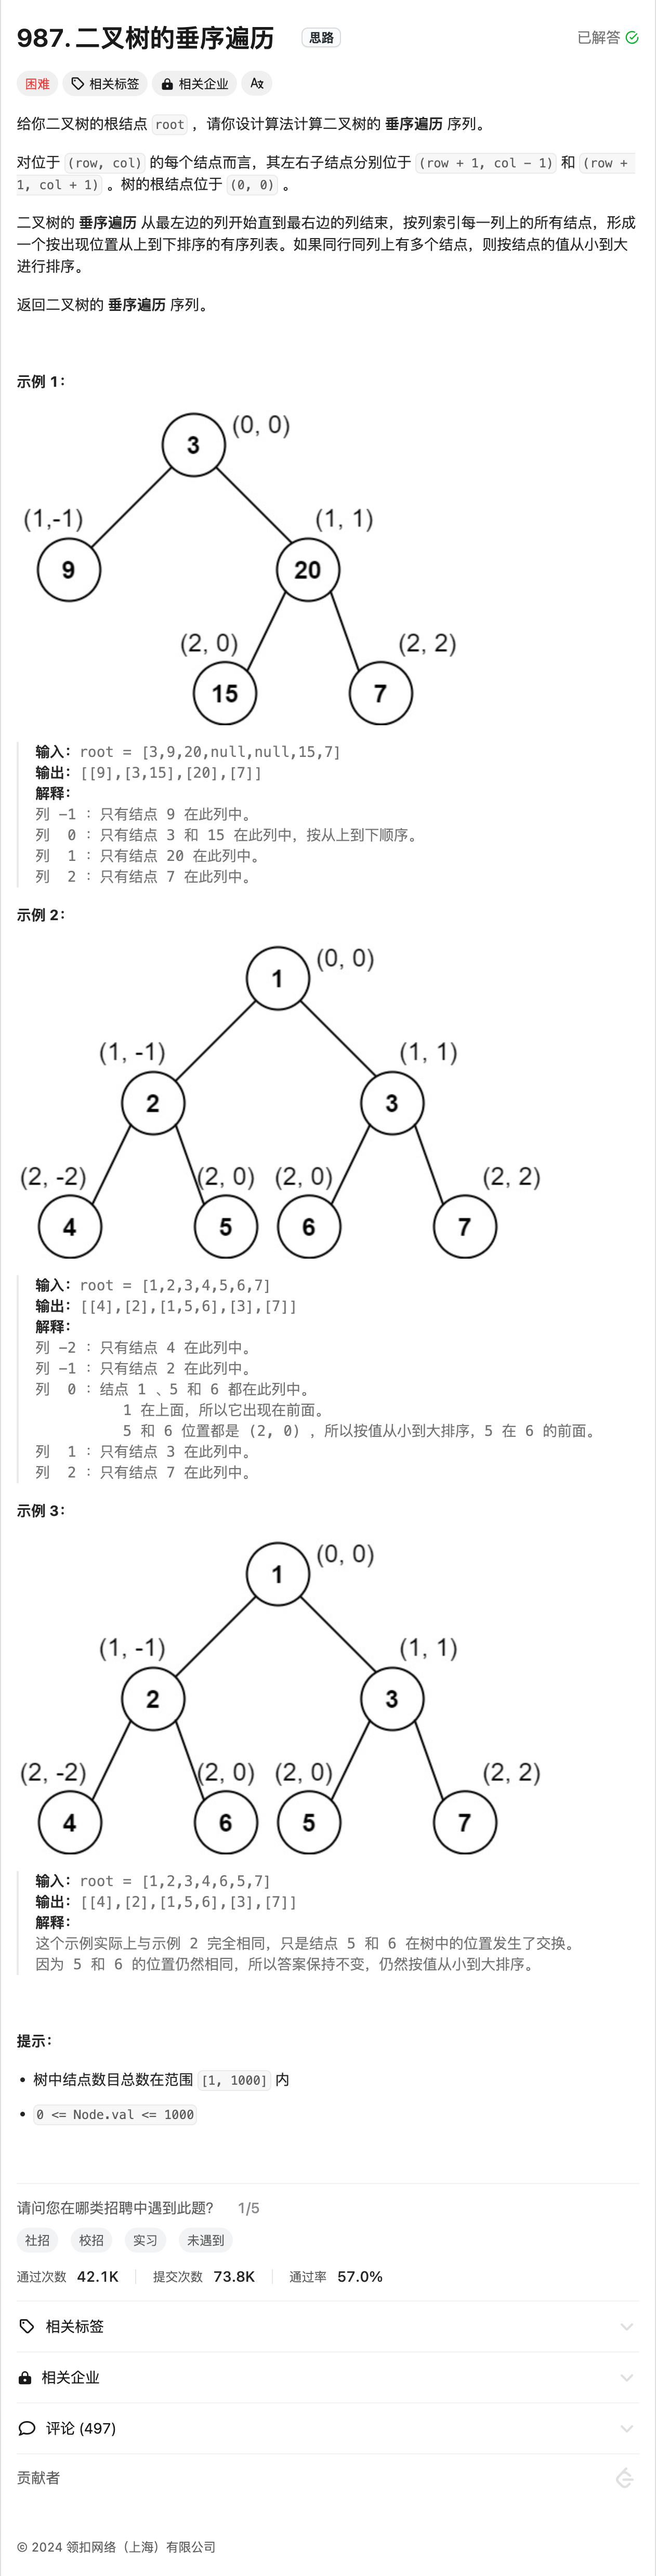 987. 二叉树的垂序遍历 思路 已解答
困难 相关标签 相关企业 Aあ
给你二叉树的根结点 root ，请你设计算法计算二叉树的 垂序遍历 序列。
对位于 (row, col) 的每个结点而言，其左右子结点分别位于 (row + 1, col - 1) 和 (row +
1, col + 1) 。树的根结点位于 (0, 0) 。
二叉树的 垂序遍历 从最左边的列开始直到最右边的列结束，按列索引每一列上的所有结点，形成
一个按出现位置从上到下排序的有序列表。如果同行同列上有多个结点，则按结点的值从小到大
进行排序。
返回二叉树的 垂序遍历 序列。
示例 1：
3 (0, 0)
(1,-1) (1, 1)
9 20
(2, 0) (2, 2)
15 7
输入：root = [3,9,20,null,null,15,7]
输出：[[9],[3,15],[20],[7]]
解释：
列 -1 ：只有结点 9 在此列中。
列  0 ：只有结点 3 和 15 在此列中，按从上到下顺序。
列  1 ：只有结点 20 在此列中。
列  2 ：只有结点 7 在此列中。
示例 2：
1 (0, 0)
(1, -1) (1, 1)
2 3
(2, -2) (2, 0) (2, 0) (2, 2)
4 5 6 7
输入：root = [1,2,3,4,5,6,7]
输出：[[4],[2],[1,5,6],[3],[7]]
解释：
列 -2 ：只有结点 4 在此列中。
列 -1 ：只有结点 2 在此列中。
列  0 ：结点 1 、5 和 6 都在此列中。
1 在上面，所以它出现在前面。
5 和 6 位置都是 (2, 0) ，所以按值从小到大排序，5 在 6 的前面。
列  1 ：只有结点 3 在此列中。
列  2 ：只有结点 7 在此列中。
示例 3：
1 (0, 0)
(1, -1) (1, 1)
2 3
(2, -2) (2, 0) (2, 0) (2, 2)
4 6 5 7
输入：root = [1,2,3,4,6,5,7]
输出：[[4],[2],[1,5,6],[3],[7]]
解释：
这个示例实际上与示例 2 完全相同，只是结点 5 和 6 在树中的位置发生了交换。
因为 5 和 6 的位置仍然相同，所以答案保持不变，仍然按值从小到大排序。
提示：
• 树中结点数目总数在范围 [1, 1000] 内
• 0 <= Node.val <= 1000
请问您在哪类招聘中遇到此题？ 1/5
社招 校招 实习 未遇到
通过次数 42.1K 提交次数 73.8K 通过率 57.0%
相关标签
相关企业
评论 (497)
贡献者
© 2024 领扣网络（上海）有限公司